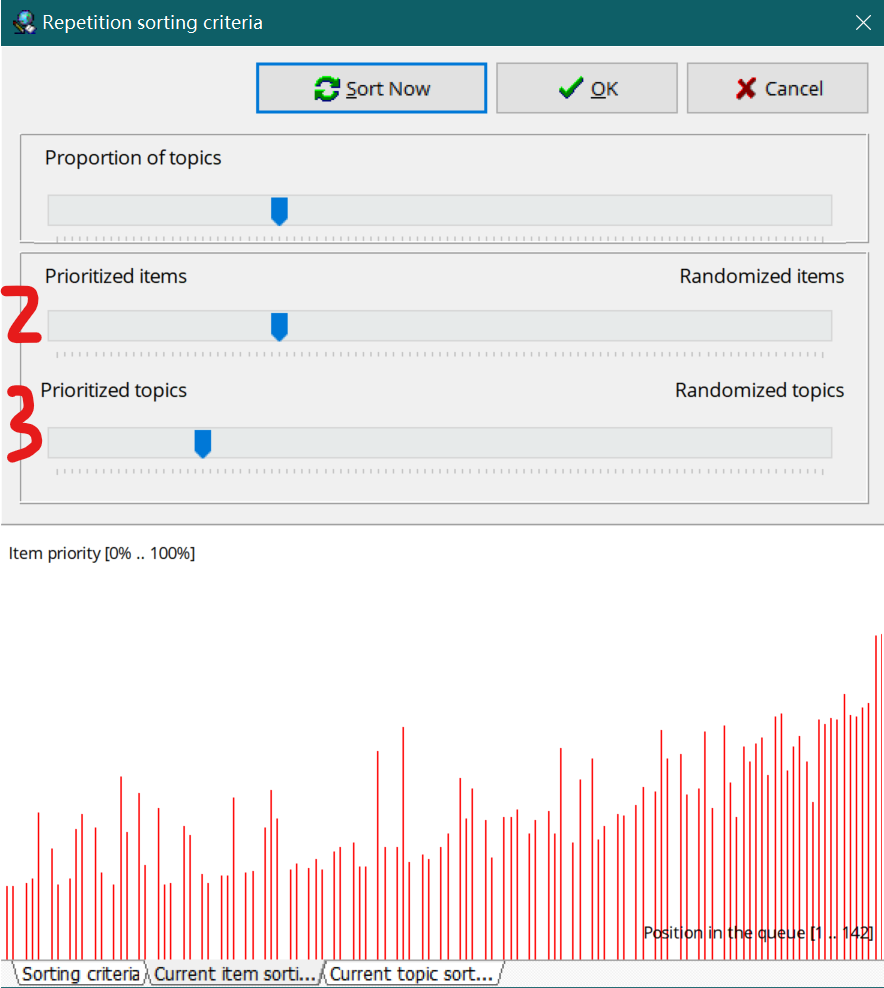 Repetition sorting criteria
Sort Now OK Cancel
Proportion of topics
Prioritized items Randomized items
2
Prioritized topics Randomized topics
3
Item priority [0% .. 100%]
Position in the queue [1 .. 142]
Sorting criteria Current item sorti... Current topic sort...